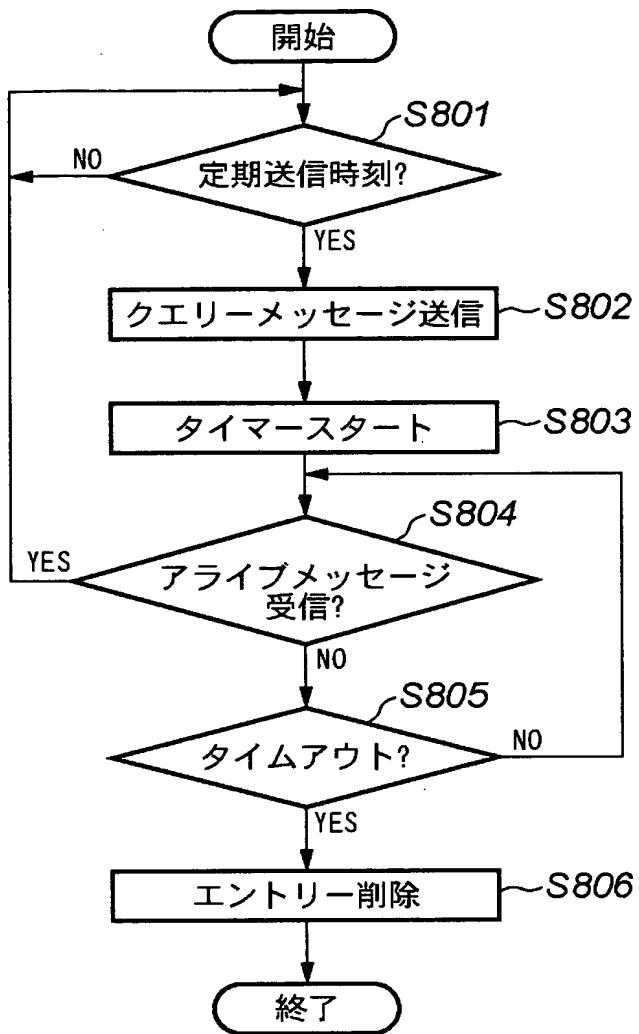 開始
S801
NO
定期送信時刻?
YES
クエリーメッセージ送信
S802
タイマースタート
S803
S804
YES
アライブメッセージ
受信?
NO
S805
タイムアウト?
NO
YES
エントリー削除
S806
終了